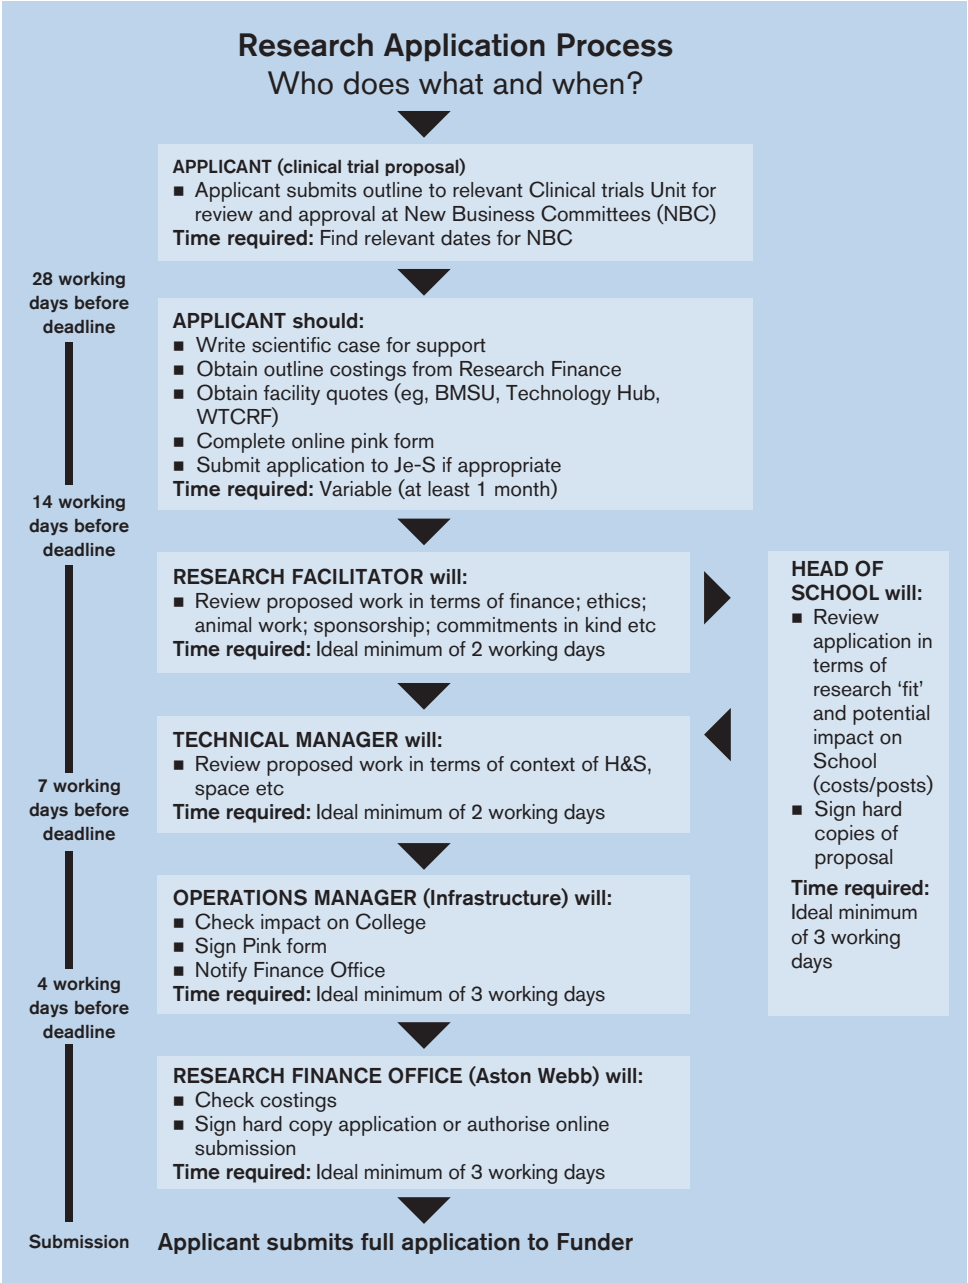 Research Application Process
Who does what and when?
APPLICANT (clinical trial proposal)
■ Applicant submits outline to relevant Clinical trials Unit for
review and approval at New Business Committees (NBC)
Time required: Find relevant dates for NBC
28 working
days before
deadline
APPLICANT should:
■ Write scientific case for support
■ Obtain outline costings from Research Finance
■ Obtain facility quotes (eg, BMSU, Technology Hub,
WTCRF)
■ Complete online pink form
■ Submit application to Je-S if appropriate
Time required: Variable (at least 1 month)
14 working
days before
deadline
RESEARCH FACILITATOR will:
■ Review proposed work in terms of finance; ethics;
animal work; sponsorship; commitments in kind etc
Time required: Ideal minimum of 2 working days
HEAD OF
SCHOOL will:
■ Review
application in
terms of
research ‘fit’
and potential
impact on
School
(costs/posts)
■ Sign hard
copies of
proposal
Time required:
Ideal minimum
of 3 working
days
TECHNICAL MANAGER will:
■ Review proposed work in terms of context of H&S,
space etc
Time required: Ideal minimum of 2 working days
7 working
days before
deadline
OPERATIONS MANAGER (Infrastructure) will:
■ Check impact on College
■ Sign Pink form
■ Notify Finance Office
Time required: Ideal minimum of 3 working days
4 working
days before
deadline
RESEARCH FINANCE OFFICE (Aston Webb) will:
■ Check costings
■ Sign hard copy application or authorise online
submission
Time required: Ideal minimum of 3 working days
Submission
Applicant submits full application to Funder